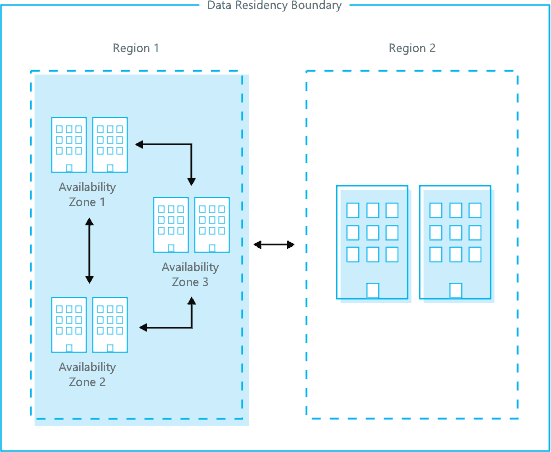 Data Residency Boundary
Region 1
Region 2
Availability
Zone 1
Availability
Zone 3
Availability
Zone 2